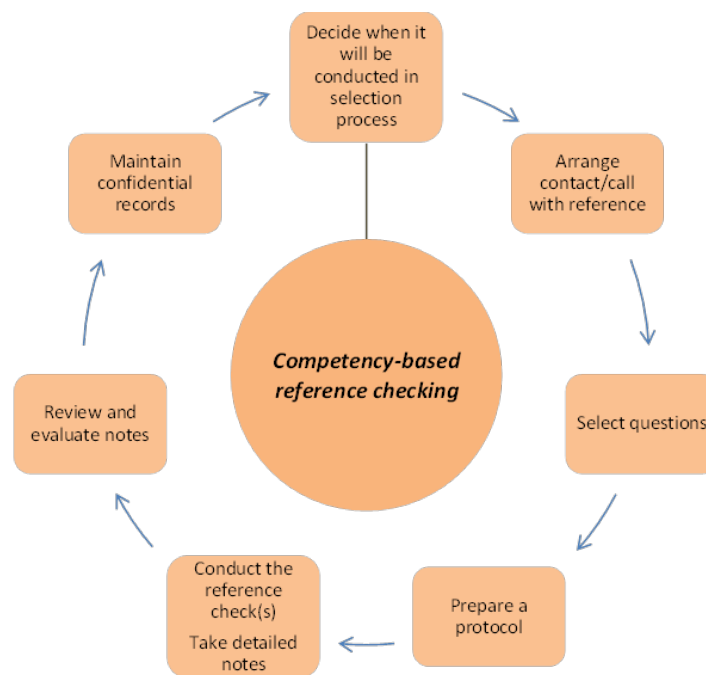 Decide when it
will be
conducted in
selection
process
Arrange
contact/call
with reference
Select questions
Prepare a
protocol
Conduct the
reference
check(s)
Take detailed
notes
Review and
evaluate notes
Maintain
confidential
records
Competency-based
reference checking